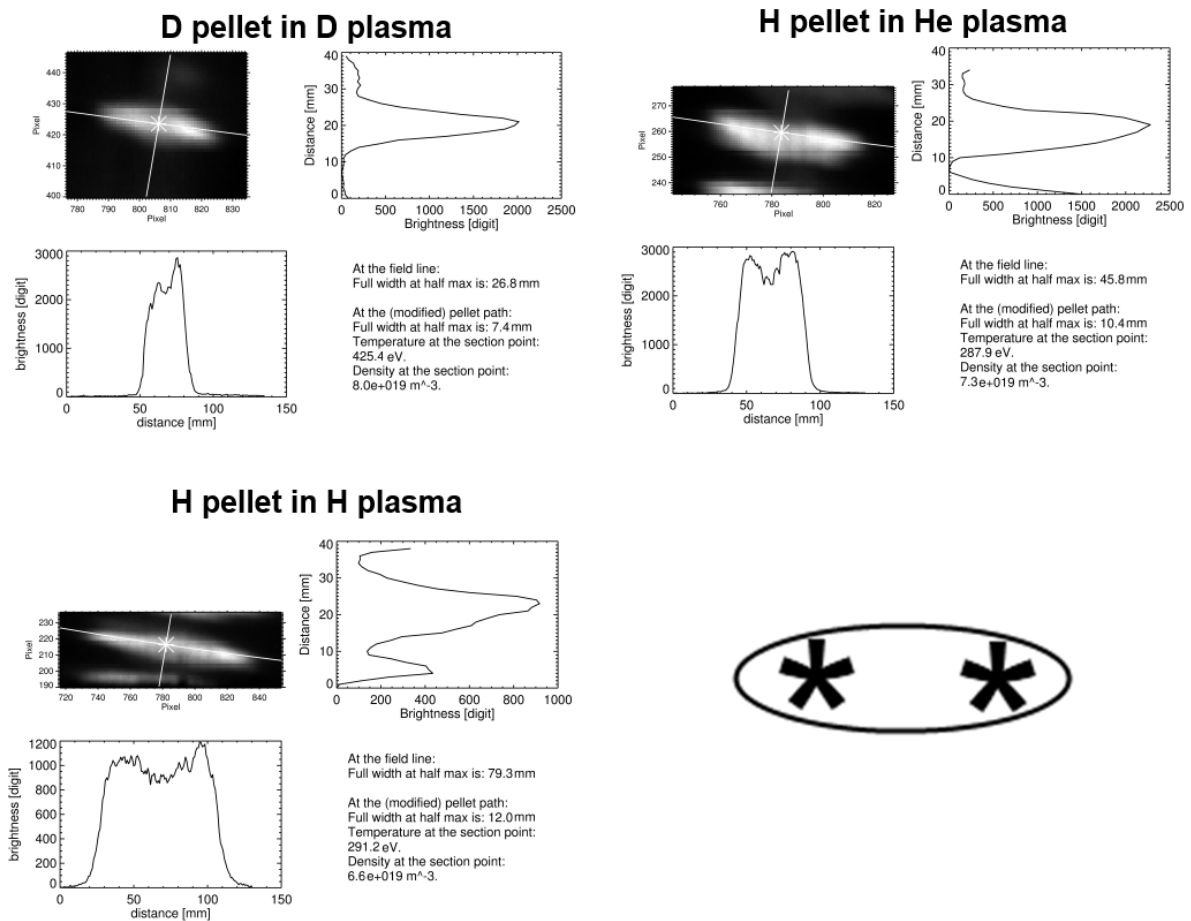 D pellet in D plasma
440
430
420
410
400
Pixel
780 790 800 810 820 830
Pixel
40
30
20
10
0
Distance [mm]
0 500 1000 1500 2000 2500
Brightness [digit]
3000
2000
1000
0
brightness [digit]
0 50 100 150
distance [mm]
At the field line:
Full width at half max is: 26.8 mm
At the (modified) pellet path:
Full width at half max is: 7.4 mm
Temperature at the section point:
425.4 eV.
Density at the section point:
8.0e+019 m^-3.
H pellet in He plasma
270
260
250
240
Pixel
760 780 800 820
Pixel
40
30
20
10
0
Distance [mm]
0 500 1000 1500 2000 2500
Brightness [digit]
3000
2000
1000
0
brightness [digit]
0 50 100 150
distance [mm]
At the field line:
Full width at half max is: 45.8 mm
At the (modified) pellet path:
Full width at half max is: 10.4 mm
Temperature at the section point:
287.9 eV.
Density at the section point:
7.3e+019 m^-3.
H pellet in H plasma
220
210
200
190
Pixel
720 740 760 780 800 820 840
Pixel
40
30
20
10
0
Distance [mm]
0 200 400 600 800 1000
Brightness [digit]
1200
1000
800
600
400
200
0
brightness [digit]
0 50 100 150
distance [mm]
At the field line:
Full width at half max is: 79.3 mm
At the (modified) pellet path:
Full width at half max is: 12.0 mm
Temperature at the section point:
291.2 eV.
Density at the section point:
6.6e+019 m^-3.
* *